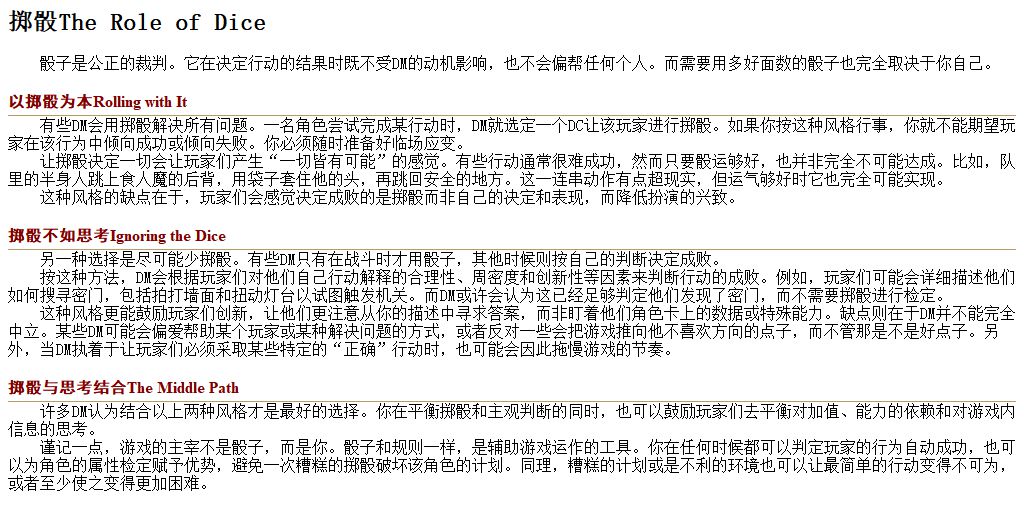 掷骰The Role of Dice
骰子是公正的裁判。它在决定行动的结果时既不受DM的动机影响，也不会偏帮任何个人。而需要用多好面数的骰子也完全取决于你自己。
以掷骰为本Rolling with It
有些DM会用掷骰解决所有问题。一名角色尝试完成某行动时，DM就选定一个DC让该玩家进行掷骰。如果你按这种风格行事，你就不能期望玩
家在该行为中倾向成功或倾向失败。你必须随时准备好临场应变。
让掷骰决定一切会让玩家们产生“一切皆有可能”的感觉。有些行动通常很难成功，然而只要骰运够好，也并非完全不可能达成。比如，队
里的半身人跳上食人魔的后背，用袋子套住他的头，再跳回安全的地方。这一连串动作有点超现实，但运气够好时它也完全可能实现。
这种风格的缺点在于，玩家们会感觉决定成败的是掷骰而非自己的决定和表现，而降低扮演的兴致。
掷骰不如思考Ignoring the Dice
另一种选择是尽可能少掷骰。有些DM只有在战斗时才用骰子，其他时候则按自己的判断决定成败。
按这种方法，DM会根据玩家们对他们自己行动解释的合理性、周密度和创新性等因素来判断行动的成败。例如，玩家们可能会详细描述他们
如何搜寻密门，包括拍打墙面和扭动灯台以试图触发机关。而DM或许会认为这已经足够判定他们发现了密门，而不需要掷骰进行检定。
这种风格更能鼓励玩家们创新，让他们更注意从你的描述中寻求答案，而非盯着他们角色卡上的数据或特殊能力。缺点则在于DM并不能完全
中立。某些DM可能会偏爱帮助某个玩家或某种解决问题的方式，或者反对一些会把游戏推向他不喜欢方向的点子，而不管那是不是好点子。另
外，当DM执着于让玩家们必须采取某些特定的“正确”行动时，也可能会因此拖慢游戏的节奏。
掷骰与思考结合The Middle Path
许多DM认为结合以上两种风格才是最好的选择。你在平衡掷骰和主观判断的同时，也可以鼓励玩家们去平衡对加值、能力的依赖和对游戏内
信息的思考。
谨记一点，游戏的主宰不是骰子，而是你。骰子和规则一样，是辅助游戏运作的工具。你在任何时候都可以判定玩家的行为自动成功，也可
以为角色的属性检定赋予优势，避免一次糟糕的掷骰破坏该角色的计划。同理，糟糕的计划或是不利的环境也可以让最简单的行动变得不可为，
或者至少使之变得更加困难。